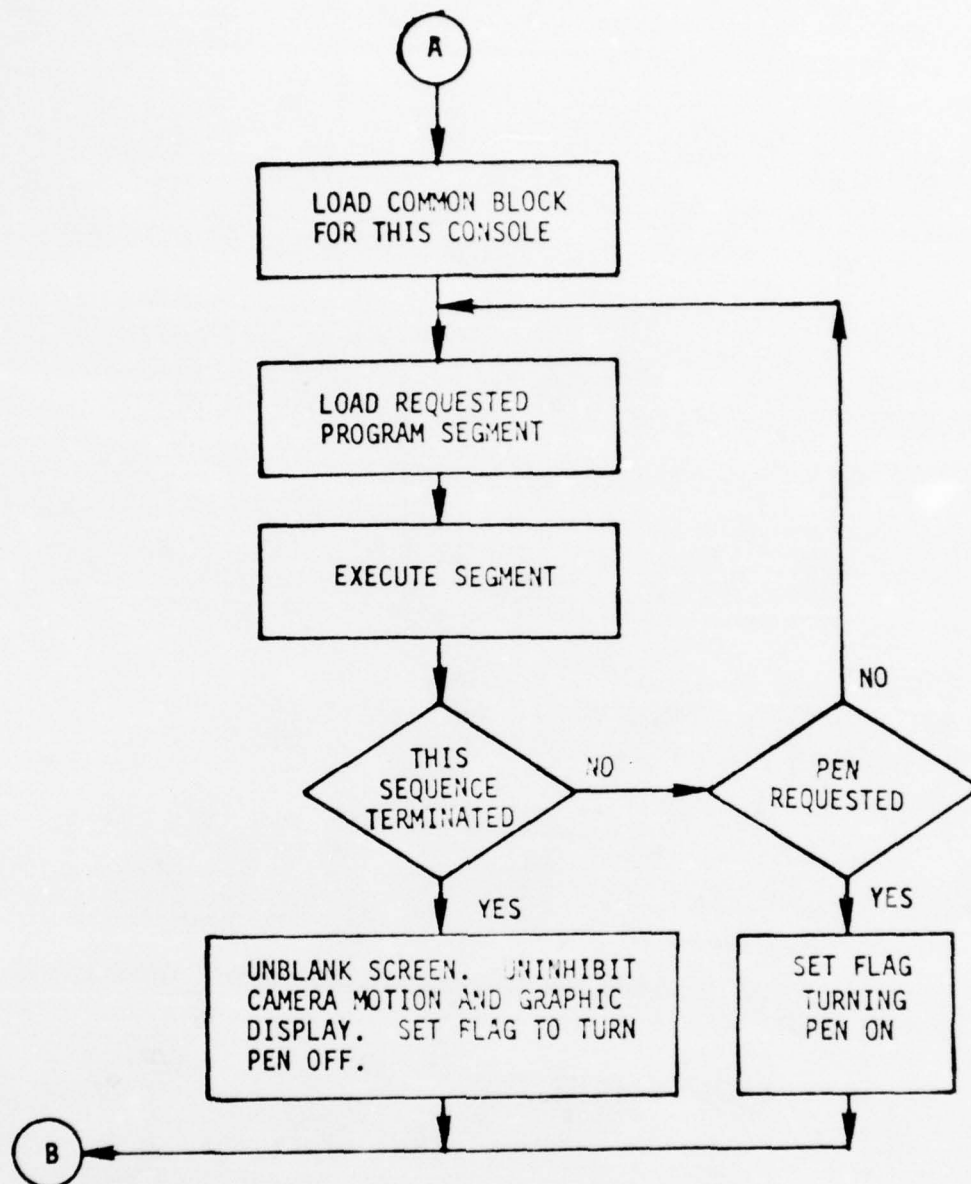 A
LOAD COMMON BLOCK
FOR THIS CONSOLE
LOAD REQUESTED
PROGRAM SEGMENT
EXECUTE SEGMENT
THIS
SEQUENCE
TERMINATED
NO
PEN
REQUESTED
NO
YES
YES
UNBLANK SCREEN. UNINHIBIT
CAMERA MOTION AND GRAPHIC
DISPLAY. SET FLAG TO TURN
PEN OFF.
SET FLAG
TURNING
PEN ON
B